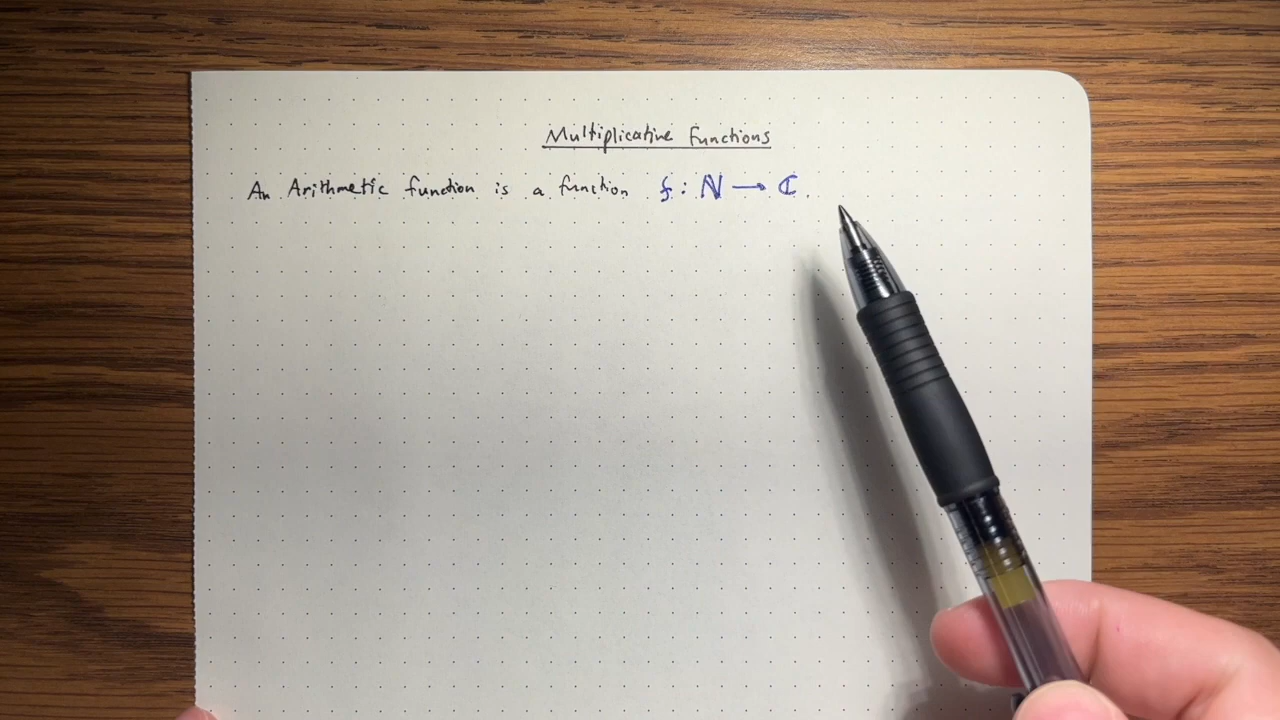 Multiplicative Functions
An Arithmetic function is a function f : ℕ → ℂ.